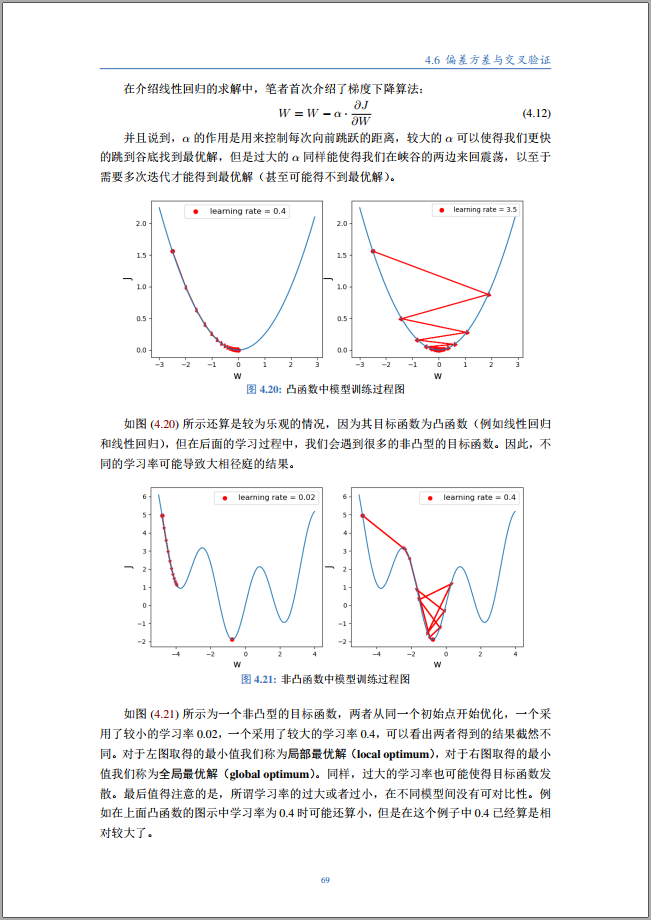 4.6 偏差方差与交叉验证
在介绍线性回归的求解中，笔者首次介绍了梯度下降算法：
W = W − α · ∂J/∂W (4.12)
并且说到，α 的作用是用来控制每次向前跳跃的距离，较大的 α 可以使得我们更快
的跳到谷底找到最优解，但是过大的 α 同样能使得我们在峡谷的两边来回震荡，以至于
需要多次迭代才能得到最优解（甚至可能得不到最优解）。
learning rate = 0.4
2.0
1.5
1.0
0.5
0.0
J
−3 −2 −1 0 1 2 3
W
learning rate = 3.5
2.0
1.5
1.0
0.5
0.0
J
−3 −2 −1 0 1 2 3
W
图 4.20: 凸函数中模型训练过程图
如图 (4.20) 所示还算是较为乐观的情况，因为其目标函数为凸函数（例如线性回归
和线性回归），但在后面的学习过程中，我们会遇到很多的非凸型的目标函数。因此，不
同的学习率可能导致大相径庭的结果。
learning rate = 0.02
6
5
4
3
2
1
0
−1
−2
J
−4 −2 0 2 4
W
learning rate = 0.4
6
5
4
3
2
1
0
−1
−2
J
−4 −2 0 2 4
W
图 4.21: 非凸函数中模型训练过程图
如图 (4.21) 所示为一个非凸型的目标函数，两者从同一个初始点开始优化，一个采
用了较小的学习率 0.02，一个采用了较大的学习率 0.4，可以看出两者得到的结果截然不
同。对于左图取得的最小值我们称为局部最优解（local optimum），对于右图取得的最小
值我们称为全局最优解（global optimum）。同样，过大的学习率也可能使得目标函数发
散。最后值得注意的是，所谓学习率的过大或者过小，在不同模型间没有可对比性。例
如在上面凸函数的图示中学习率为 0.4 时可能还算小，但是在这个例子中 0.4 已经算是相
对较大了。
69